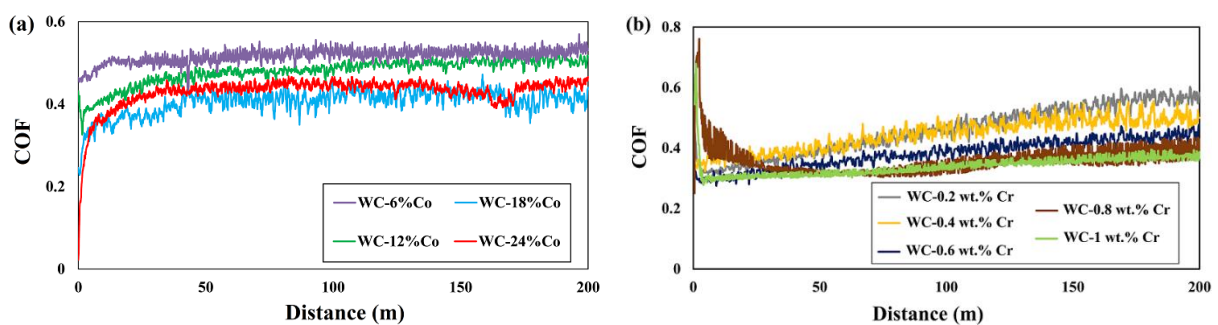 (a)
0.6
0.4
0.2
0
COF
0 50 100 150 200
Distance (m)
WC-6%Co WC-18%Co
WC-12%Co WC-24%Co
(b)
0.8
0.6
0.4
0.2
0
COF
0 50 100 150 200
Distance (m)
WC-0.2 wt.% Cr
WC-0.4 wt.% Cr
WC-0.6 wt.% Cr
WC-0.8 wt.% Cr
WC-1 wt.% Cr